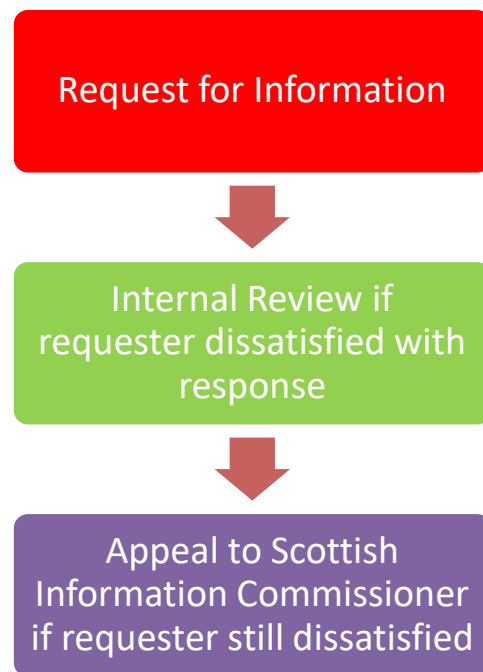 Request for Information
Internal Review if
requester dissatisfied with
response
Appeal to Scottish
Information Commissioner
if requester still dissatisfied